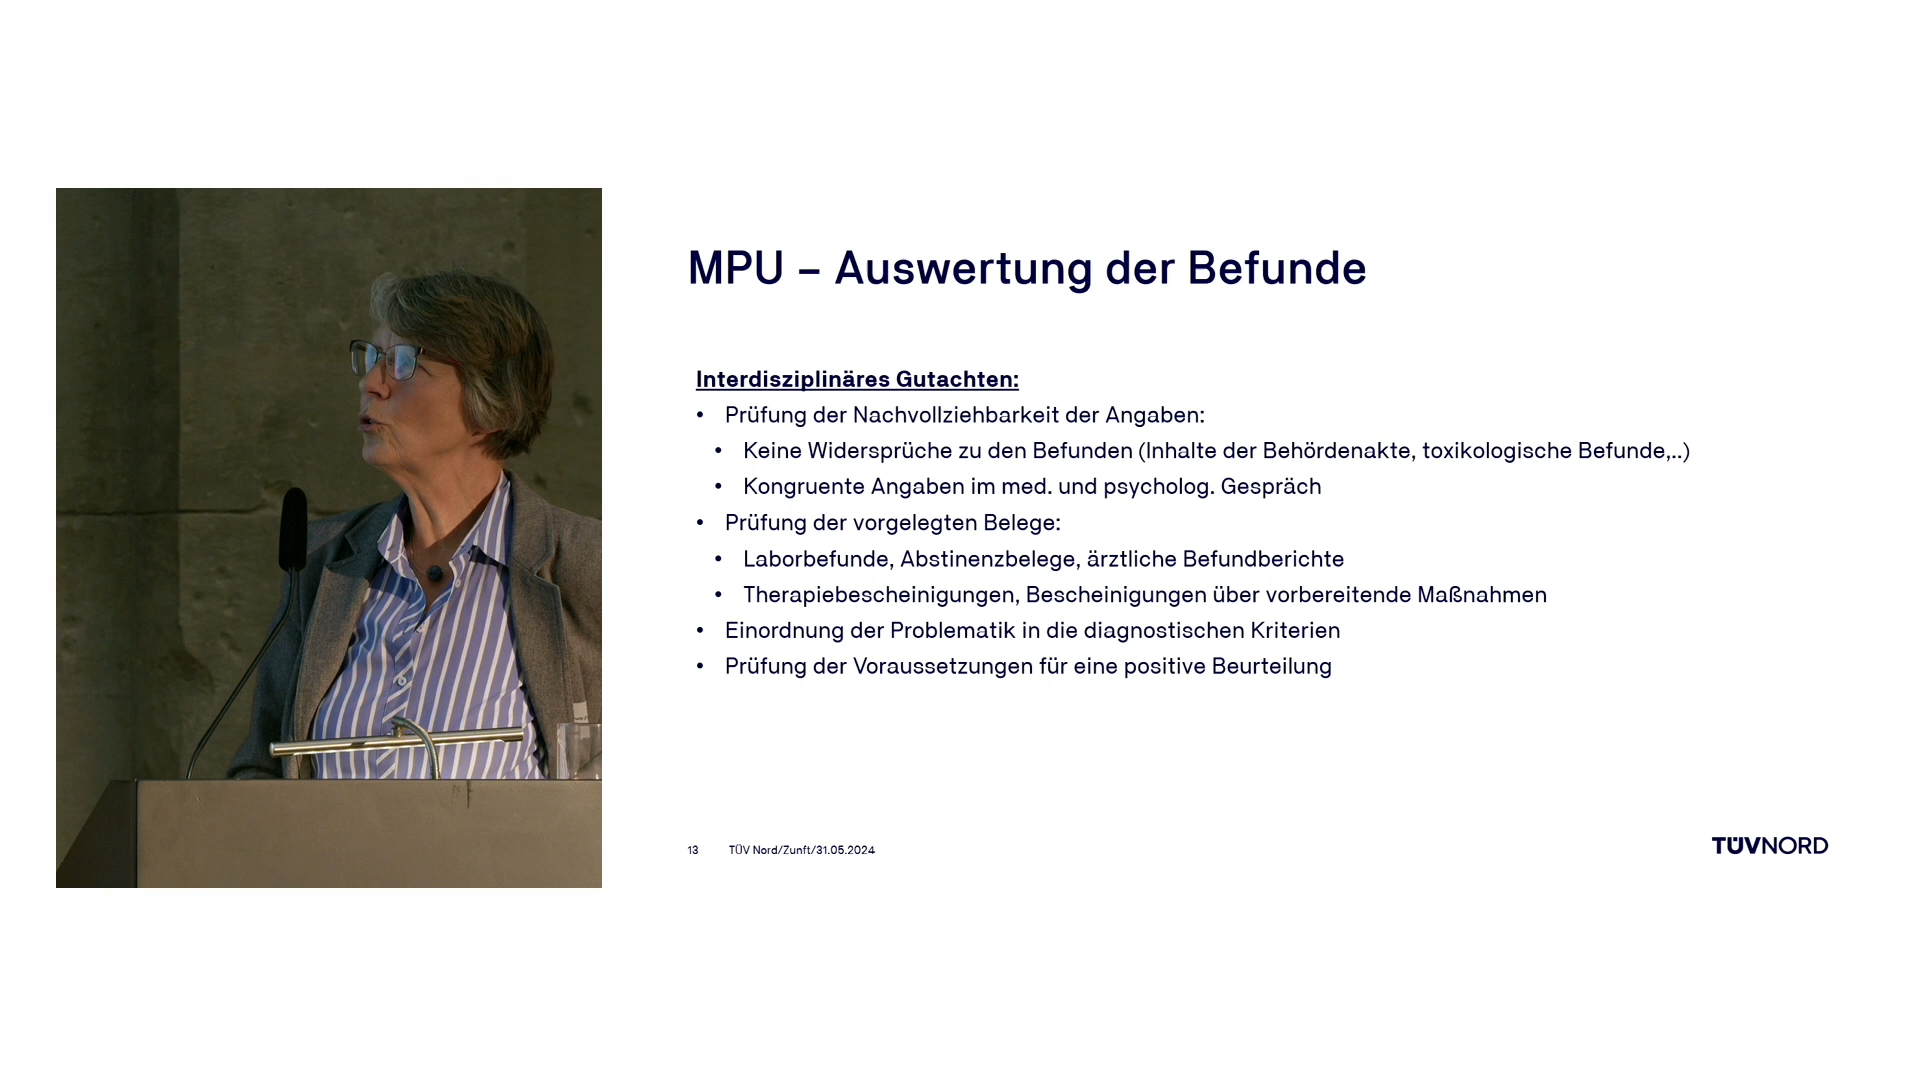 MPU – Auswertung der Befunde
Interdisziplinäres Gutachten:
• Prüfung der Nachvollziehbarkeit der Angaben:
• Keine Widersprüche zu den Befunden (Inhalte der Behördenakte, toxikologische Befunde,..)
• Kongruente Angaben im med. und psycholog. Gespräch
• Prüfung der vorgelegten Belege:
• Laborbefunde, Abstinenzbelege, ärztliche Befundberichte
• Therapiebescheinigungen, Bescheinigungen über vorbereitende Maßnahmen
• Einordnung der Problematik in die diagnostischen Kriterien
• Prüfung der Voraussetzungen für eine positive Beurteilung
13 TÜV Nord/Zunft/31.05.2024
TÜVNORD